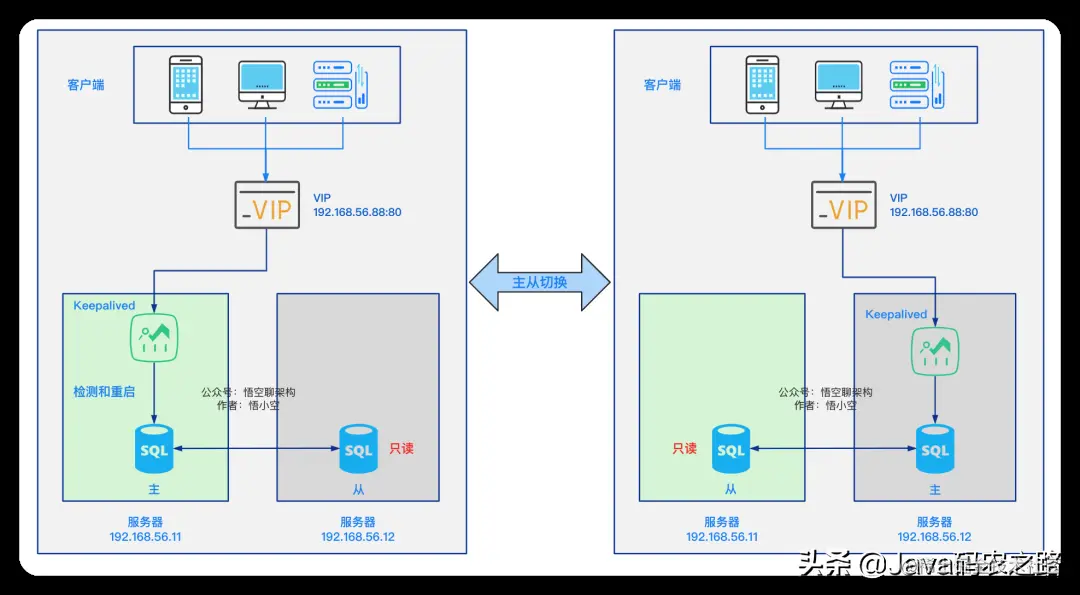 客户端
_VIP
VIP
192.168.56.88:80
Keepalived
检测和重启
公众号：悟空聊架构
作者：悟小空
SQL
SQL
只读
主
从
服务器
192.168.56.11
服务器
192.168.56.12
主从切换
客户端
_VIP
VIP
192.168.56.88:80
Keepalived
公众号：悟空聊架构
作者：悟小空
只读
SQL
SQL
从
主
服务器
192.168.56.11
服务器
192.168.56.12
头条 @Java码农之路